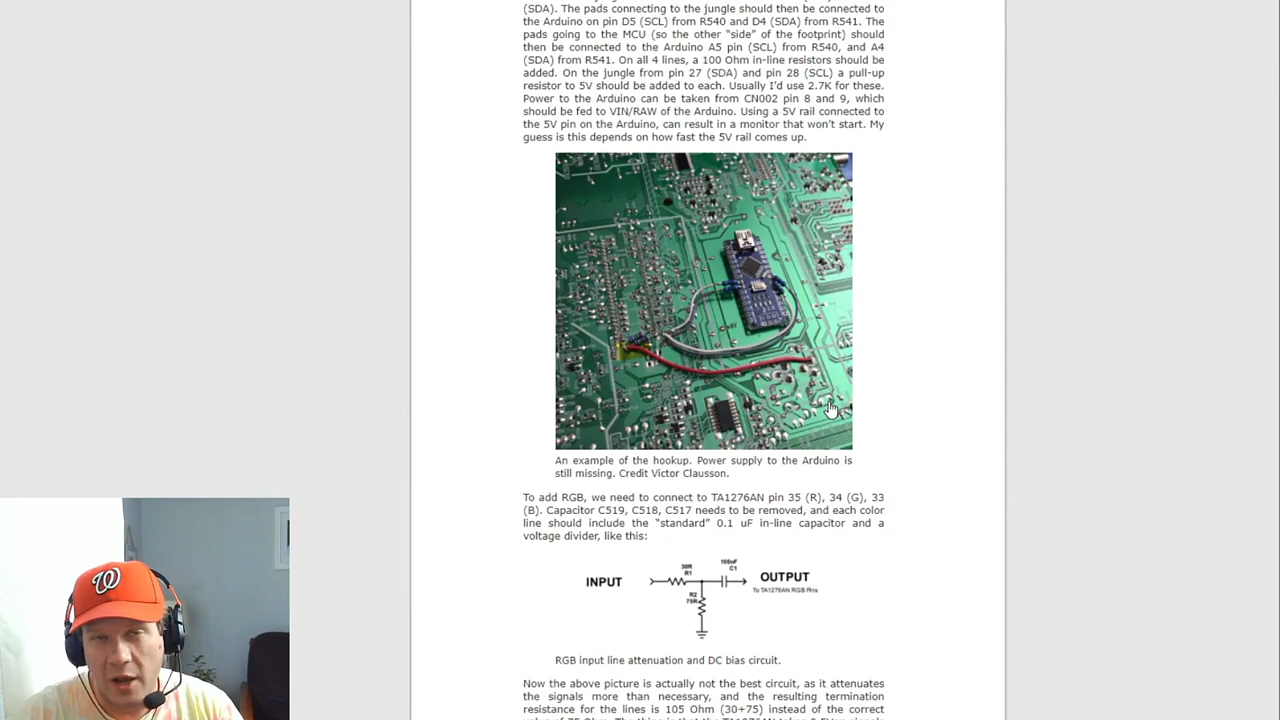 (SDA). The pads connecting to the jungle should then be connected to
the Arduino on pin D5 (SCL) from R540 and D4 (SDA) from R541. The
pads going to the MCU (so the other "side" of the footprint) should
then be connected to the Arduino A5 pin (SCL) from R540, and A4
(SDA) from R541. On all 4 lines, a 100 Ohm in-line resistors should be
added. On the jungle from pin 27 (SDA) and pin 28 (SCL) a pull-up
resistor to 5V should be added to each. Usually I'd use 2.7K for these.
Power to the Arduino can be taken from CN002 pin 8 and 9, which
should be fed to VIN/RAW of the Arduino. Using a 5V rail connected to
the 5V pin on the Arduino, can result in a monitor that won't start. My
guess is this depends on how fast the 5V rail comes up.
An example of the hookup. Power supply to the Arduino is
still missing. Credit Victor Clausson.
To add RGB, we need to connect to TA1276AN pin 35 (R), 34 (G), 33
(B). Capacitor C519, C518, C517 needs to be removed, and each color
line should include the "standard" 0.1 uF in-line capacitor and a
voltage divider, like this:
INPUT
30R
R1
100nF
C1
OUTPUT
To TA1276AN RGB Pins
R2
75R
RGB input line attenuation and DC bias circuit.
Now the above picture is actually not the best circuit, as it attenuates
the signals more than necessary, and the resulting termination
resistance for the lines is 105 Ohm (30+75) instead of the correct
W